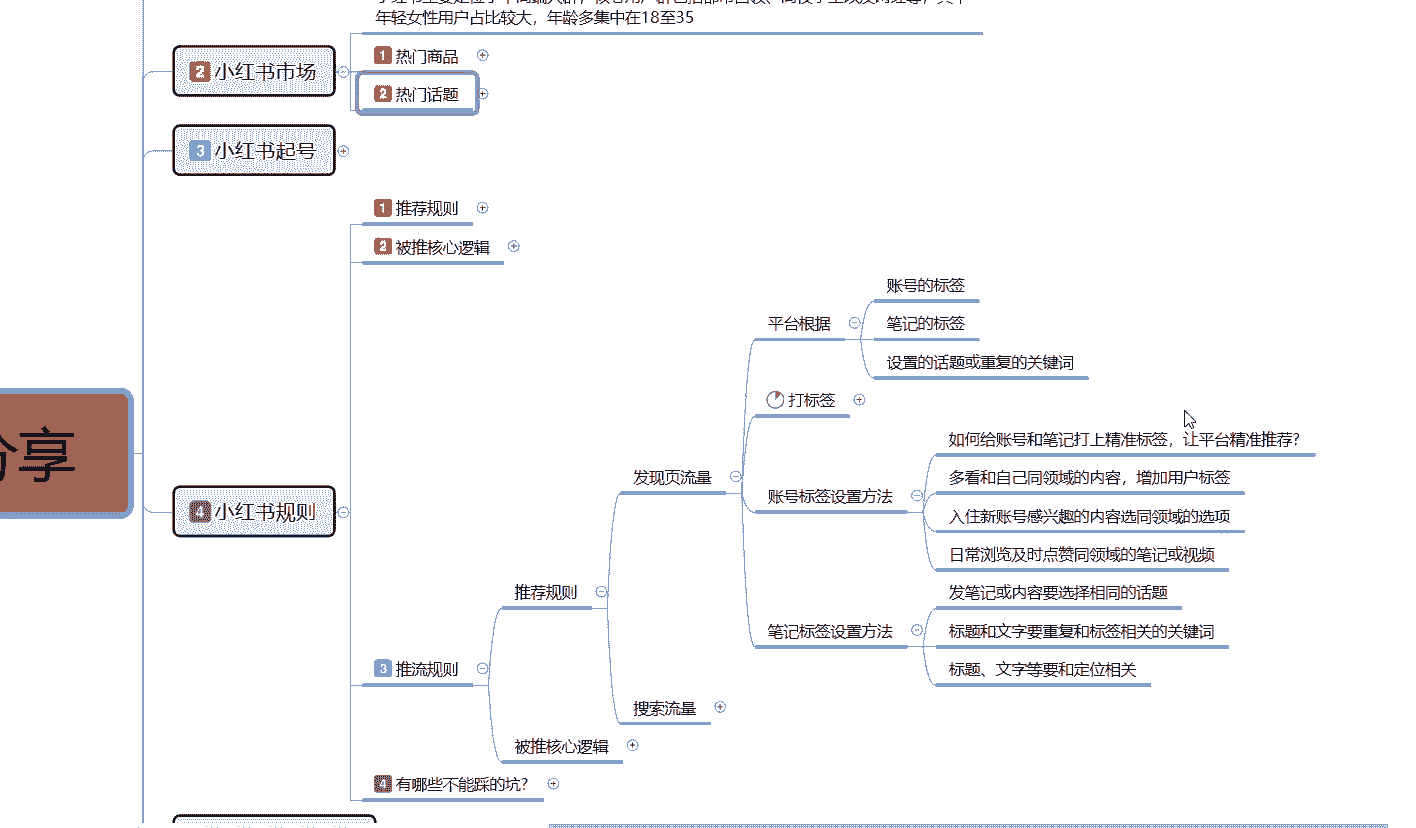 年轻女性用户占比较大，年龄多集中在18至35
2 小红书市场
1 热门商品
2 热门话题
3 小红书起号
分享
4 小红书规则
1 推荐规则
2 被推核心逻辑
3 推流规则
推荐规则
发现页流量
平台根据
账号的标签
笔记的标签
设置的话题或重复的关键词
打标签
账号标签设置方法
如何给账号和笔记打上精准标签，让平台精准推荐？
多看和自己同领域的内容，增加用户标签
入住新账号感兴趣的内容选同领域的选项
日常浏览及时点赞同领域的笔记或视频
笔记标签设置方法
发笔记或内容要选择相同的话题
标题和文字要重复和标签相关的关键词
标题、文字等要和定位相关
搜索流量
被推核心逻辑
4 有哪些不能踩的坑？